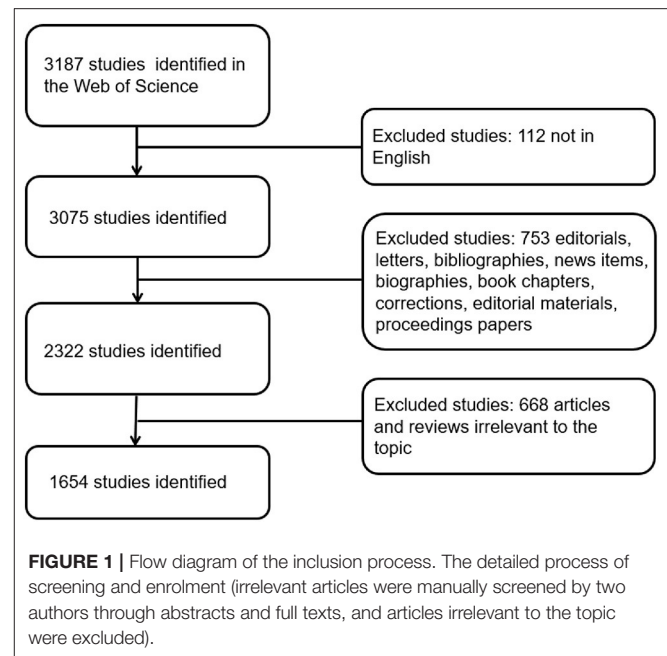 3187 studies identified in
the Web of Science
Excluded studies: 112 not in
English
3075 studies identified
Excluded studies: 753 editorials,
letters, bibliographies, news items,
biographies, book chapters,
corrections, editorial materials,
proceedings papers
2322 studies identified
Excluded studies: 668 articles
and reviews irrelevant to the
topic
1654 studies identified
FIGURE 1 | Flow diagram of the inclusion process. The detailed process of
screening and enrolment (irrelevant articles were manually screened by two
authors through abstracts and full texts, and articles irrelevant to the topic
were excluded).